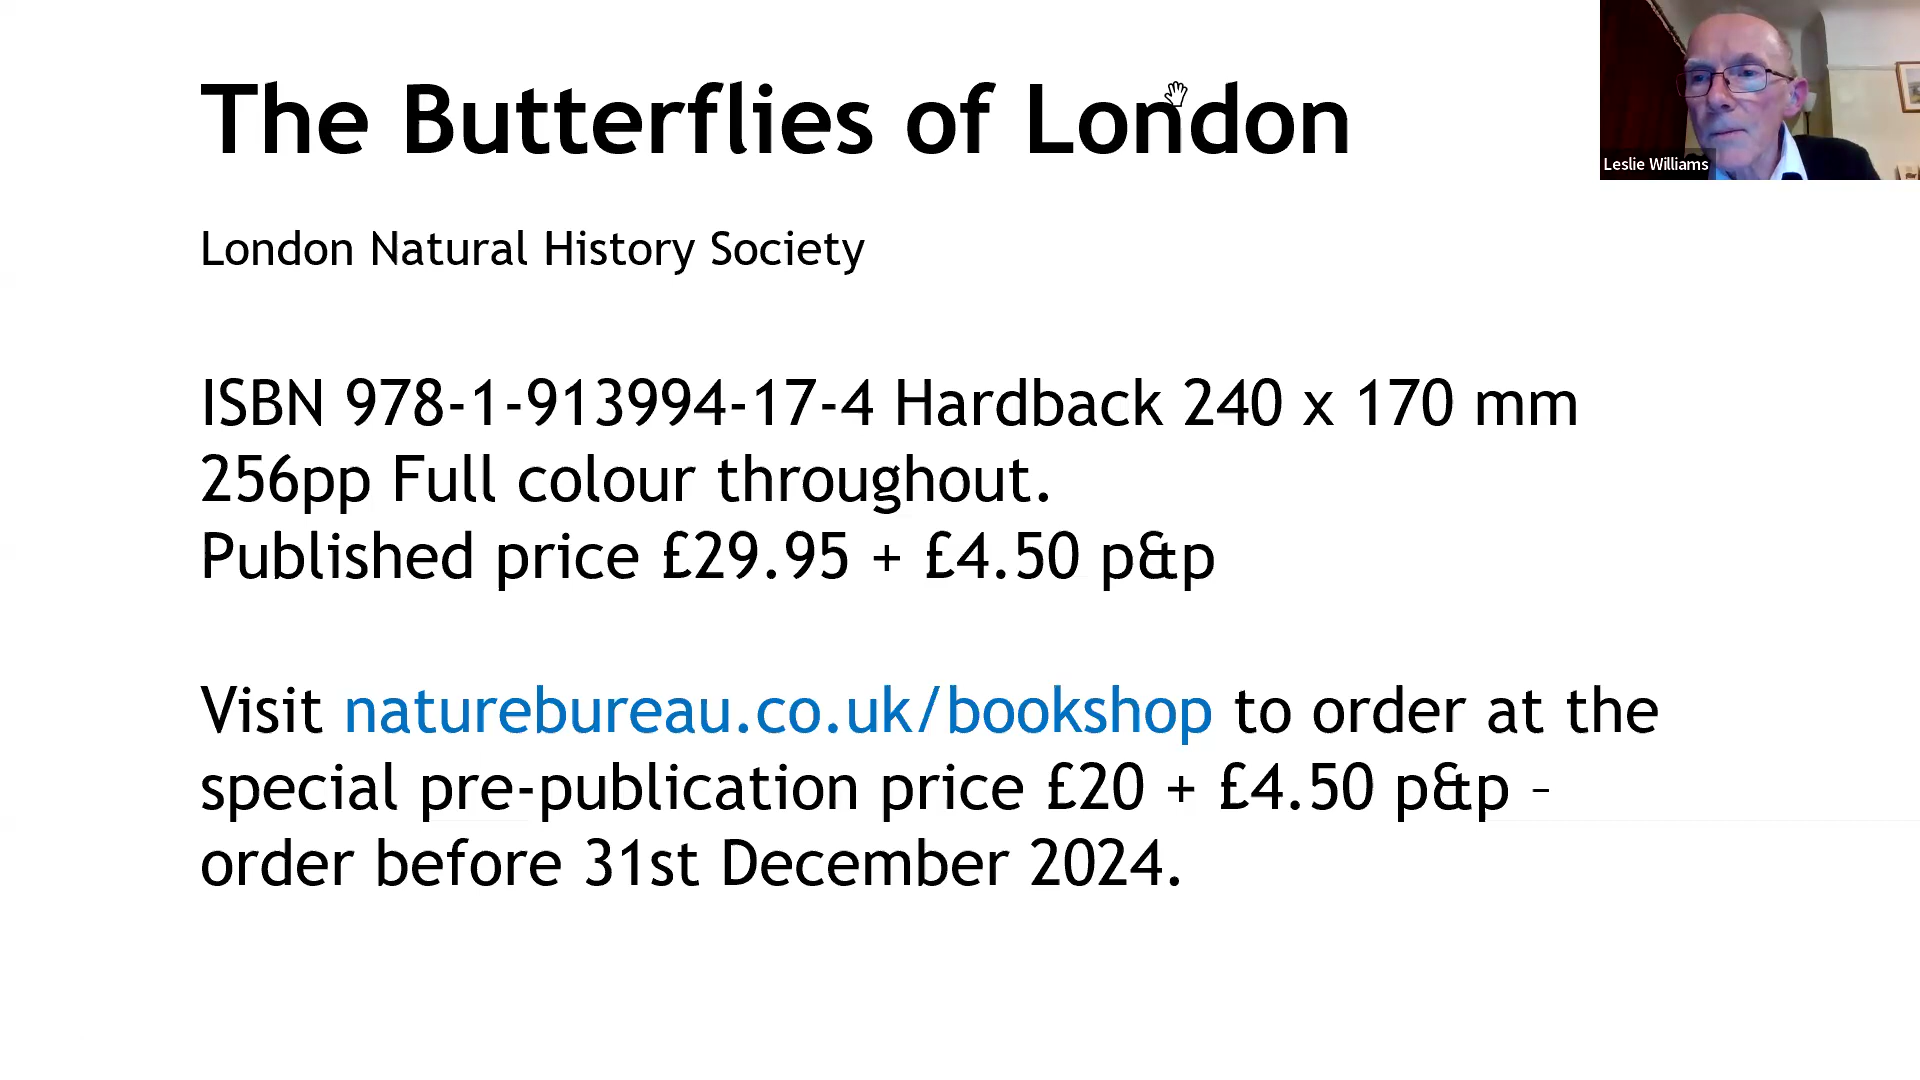 The Butterflies of London
Leslie Williams
London Natural History Society
ISBN 978-1-913994-17-4 Hardback 240 x 170 mm
256pp Full colour throughout.
Published price £29.95 + £4.50 p&p
Visit naturebureau.co.uk/bookshop to order at the
special pre-publication price £20 + £4.50 p&p –
order before 31st December 2024.